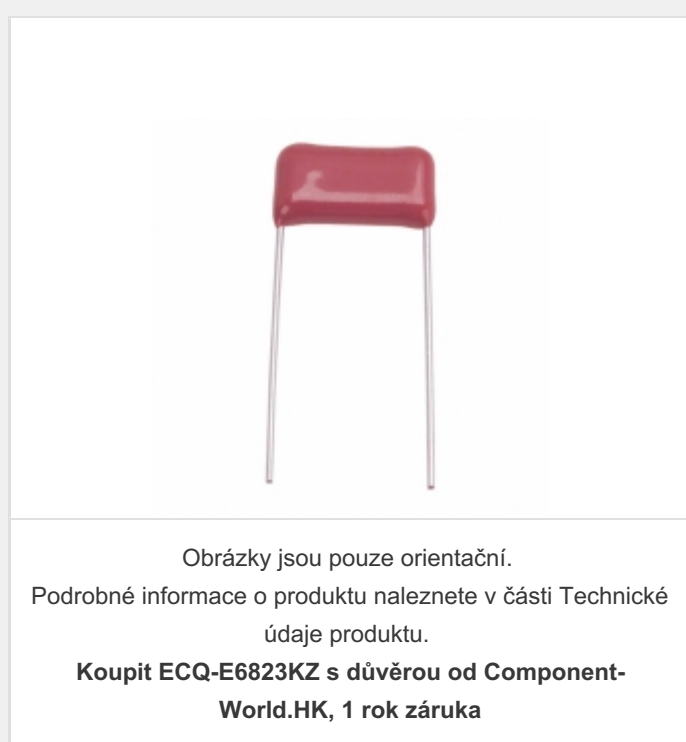 Obrázky jsou pouze orientační.
Podrobné informace o produktu naleznete v části Technické
údaje produktu.
Koupit ECQ-E6823KZ s důvěrou od Component-
World.HK, 1 rok záruka